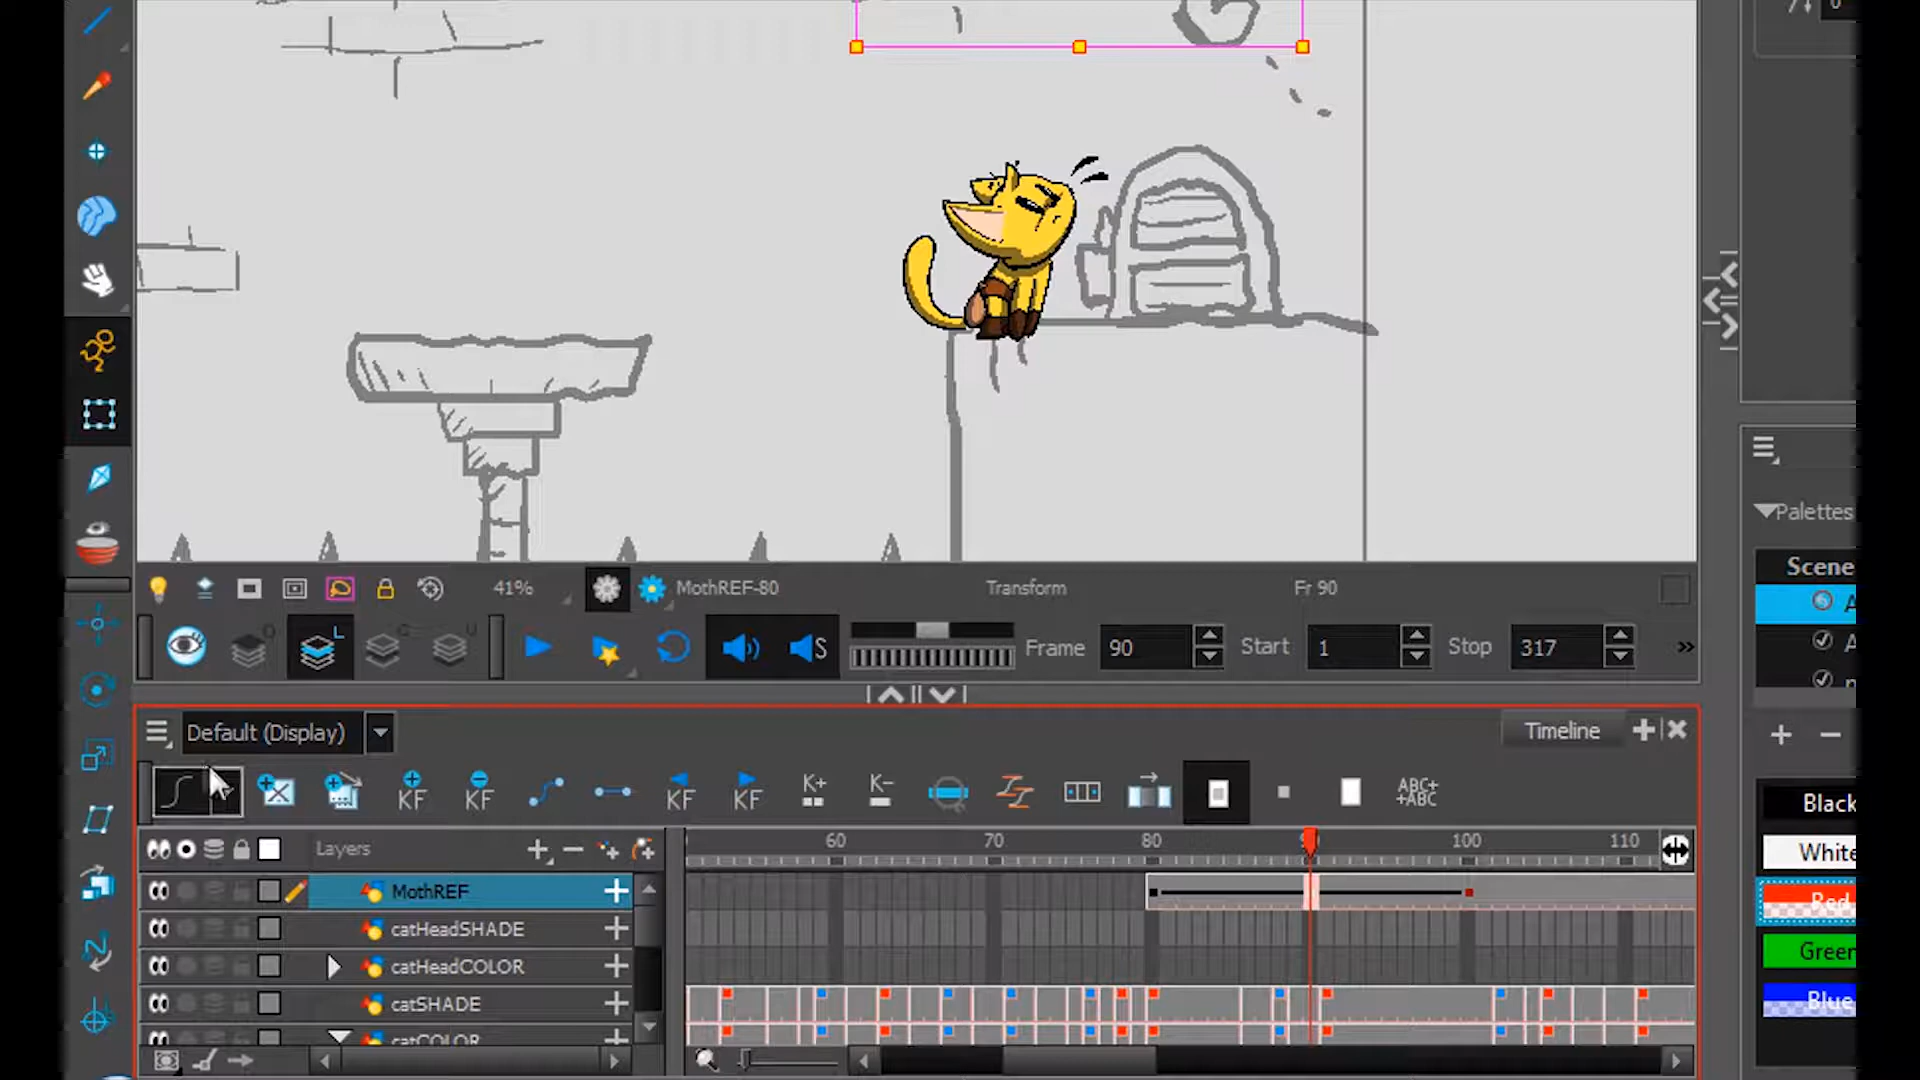 0
Palettes
Scene
41%
MothREF-80
Transform
Fr 90
Frame
90
Start
1
Stop
317
Default (Display)
Timeline
KF
KF
KF
KF
K+
K-
ABC+
+ABC
Layers
60
70
80
100
110
MothREF
catHeadSHADE
catHeadCOLOR
catSHADE
catCOLOR
Black
White
Red
Green
Blue